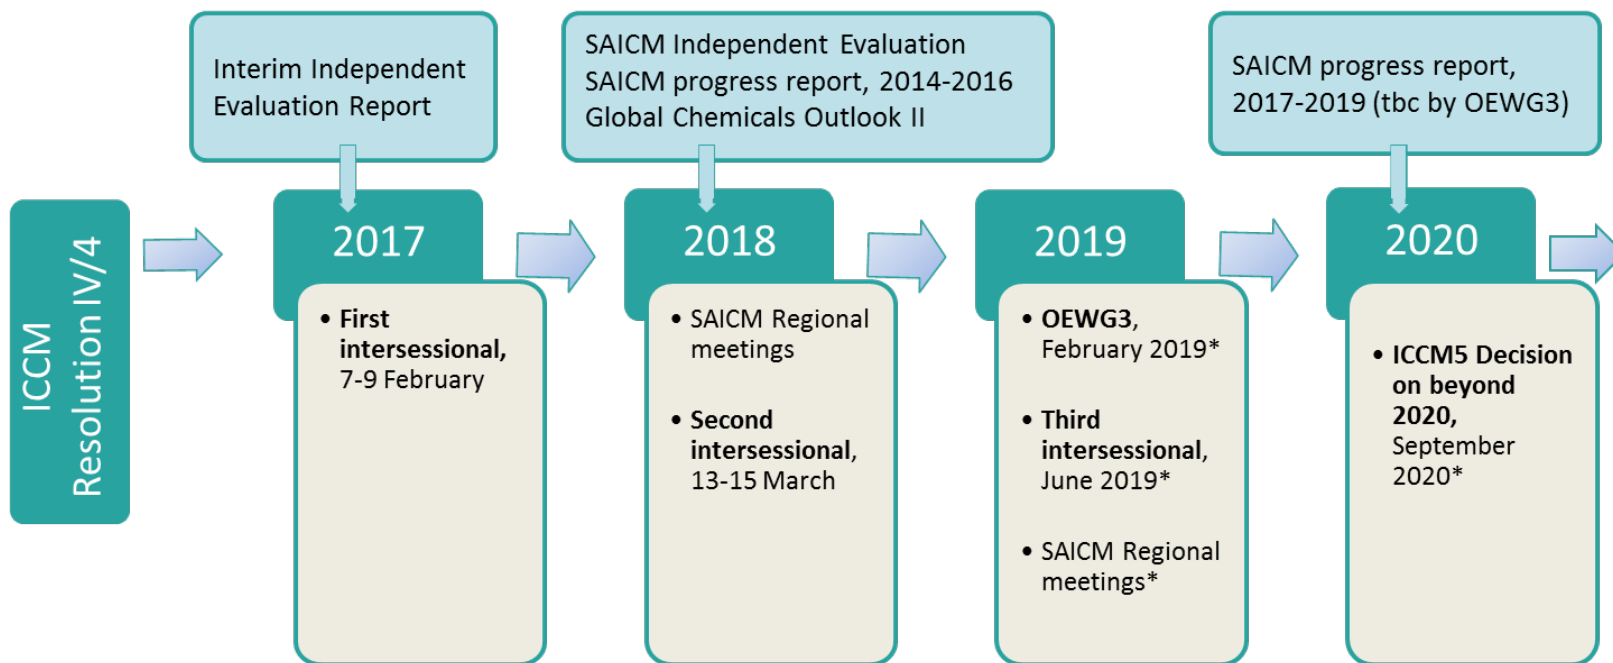 ICCM
Resolution IV/4
Interim Independent
Evaluation Report
2017
• First
intersessional,
7-9 February
SAICM Independent Evaluation
SAICM progress report, 2014-2016
Global Chemicals Outlook II
2018
• SAICM Regional
meetings
• Second
intersessional,
13-15 March
2019
• OEWG3,
February 2019*
• Third
intersessional,
June 2019*
• SAICM Regional
meetings*
SAICM progress report,
2017-2019 (tbc by OEWG3)
2020
• ICCM5 Decision
on beyond
2020,
September
2020*